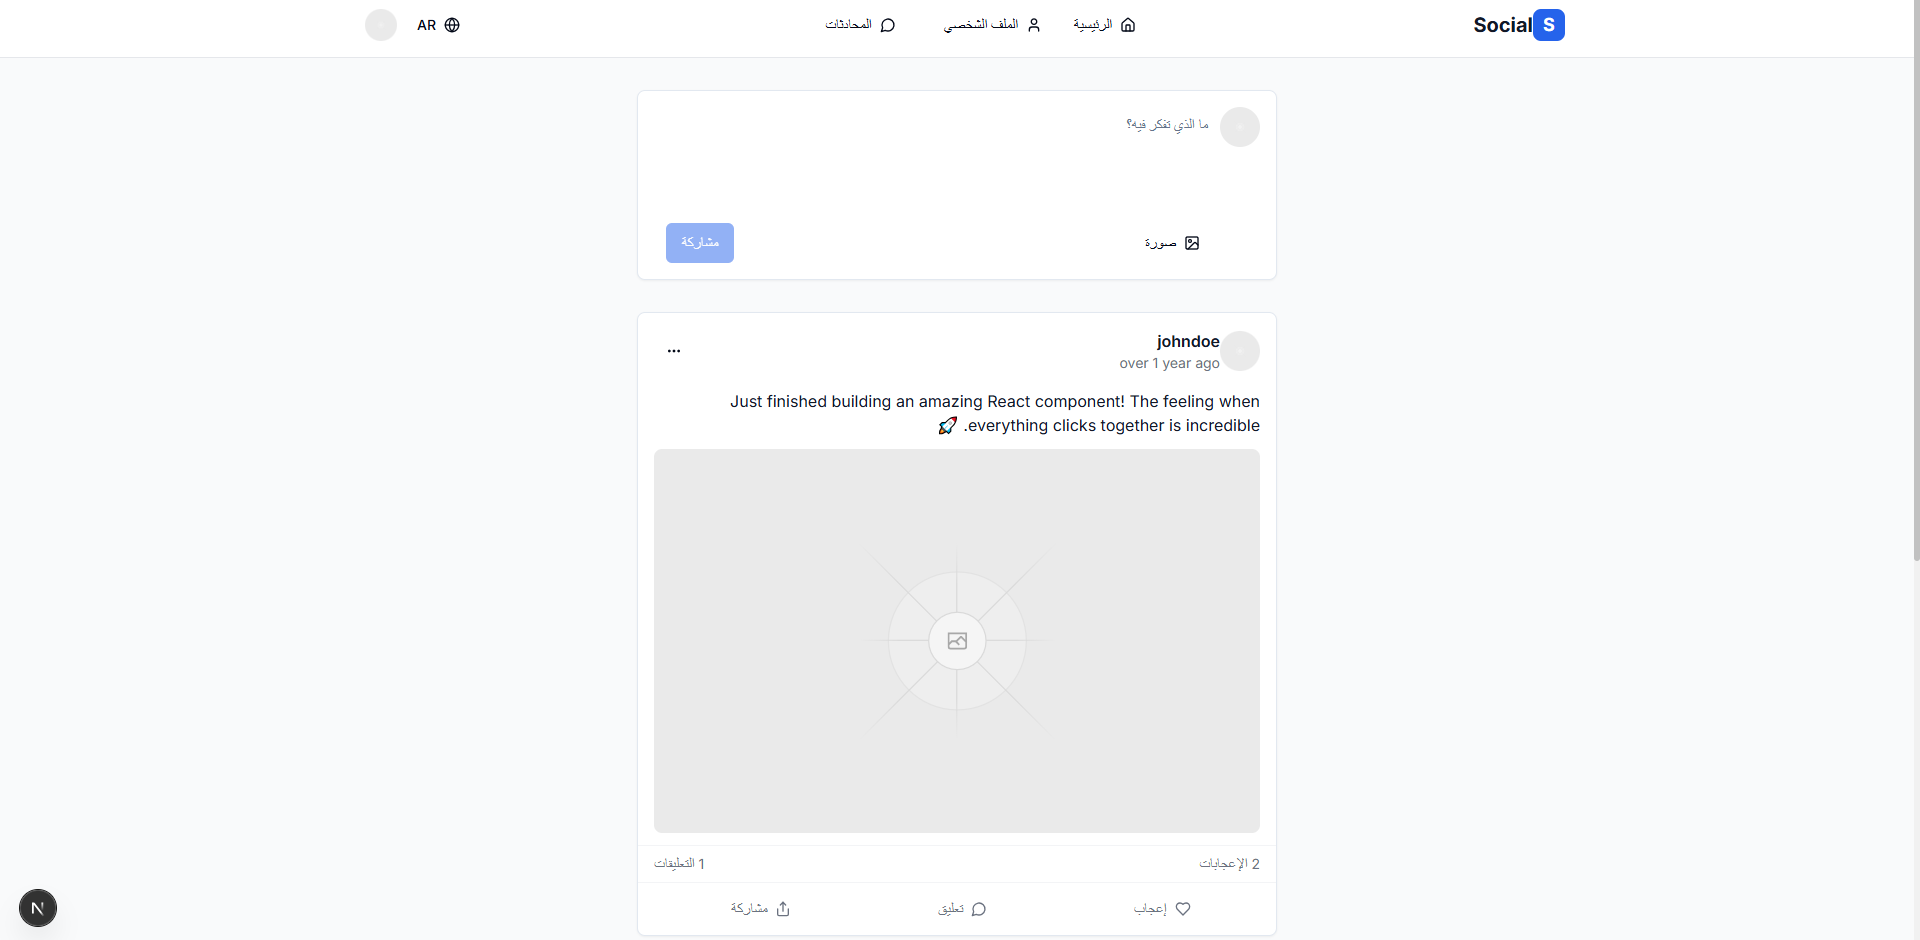 S Social
الرئيسية
الملف الشخصي
المحادثات
AR
ما الذي تفكر فيه؟
صورة
مشاركة
johndoe
over 1 year ago
...
Just finished building an amazing React component! The feeling when
everything clicks together is incredible. 🚀
2 الإعجابات
1 التعليقات
إعجاب
تعليق
مشاركة
N